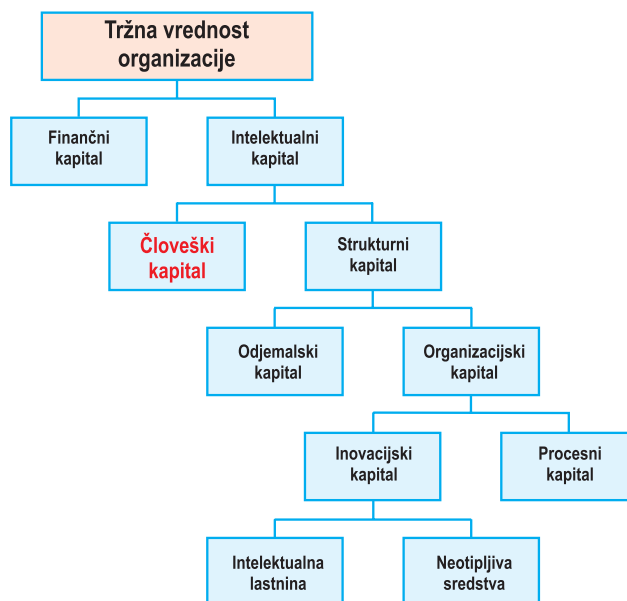 Tržna vrednost
organizacije
Finančni
kapital
Intelektualni
kapital
Človeški
kapital
Strukturni
kapital
Odjemalski
kapital
Organizacijski
kapital
Inovacijski
kapital
Procesni
kapital
Intelektualna
lastnina
Neotipljiva
sredstva